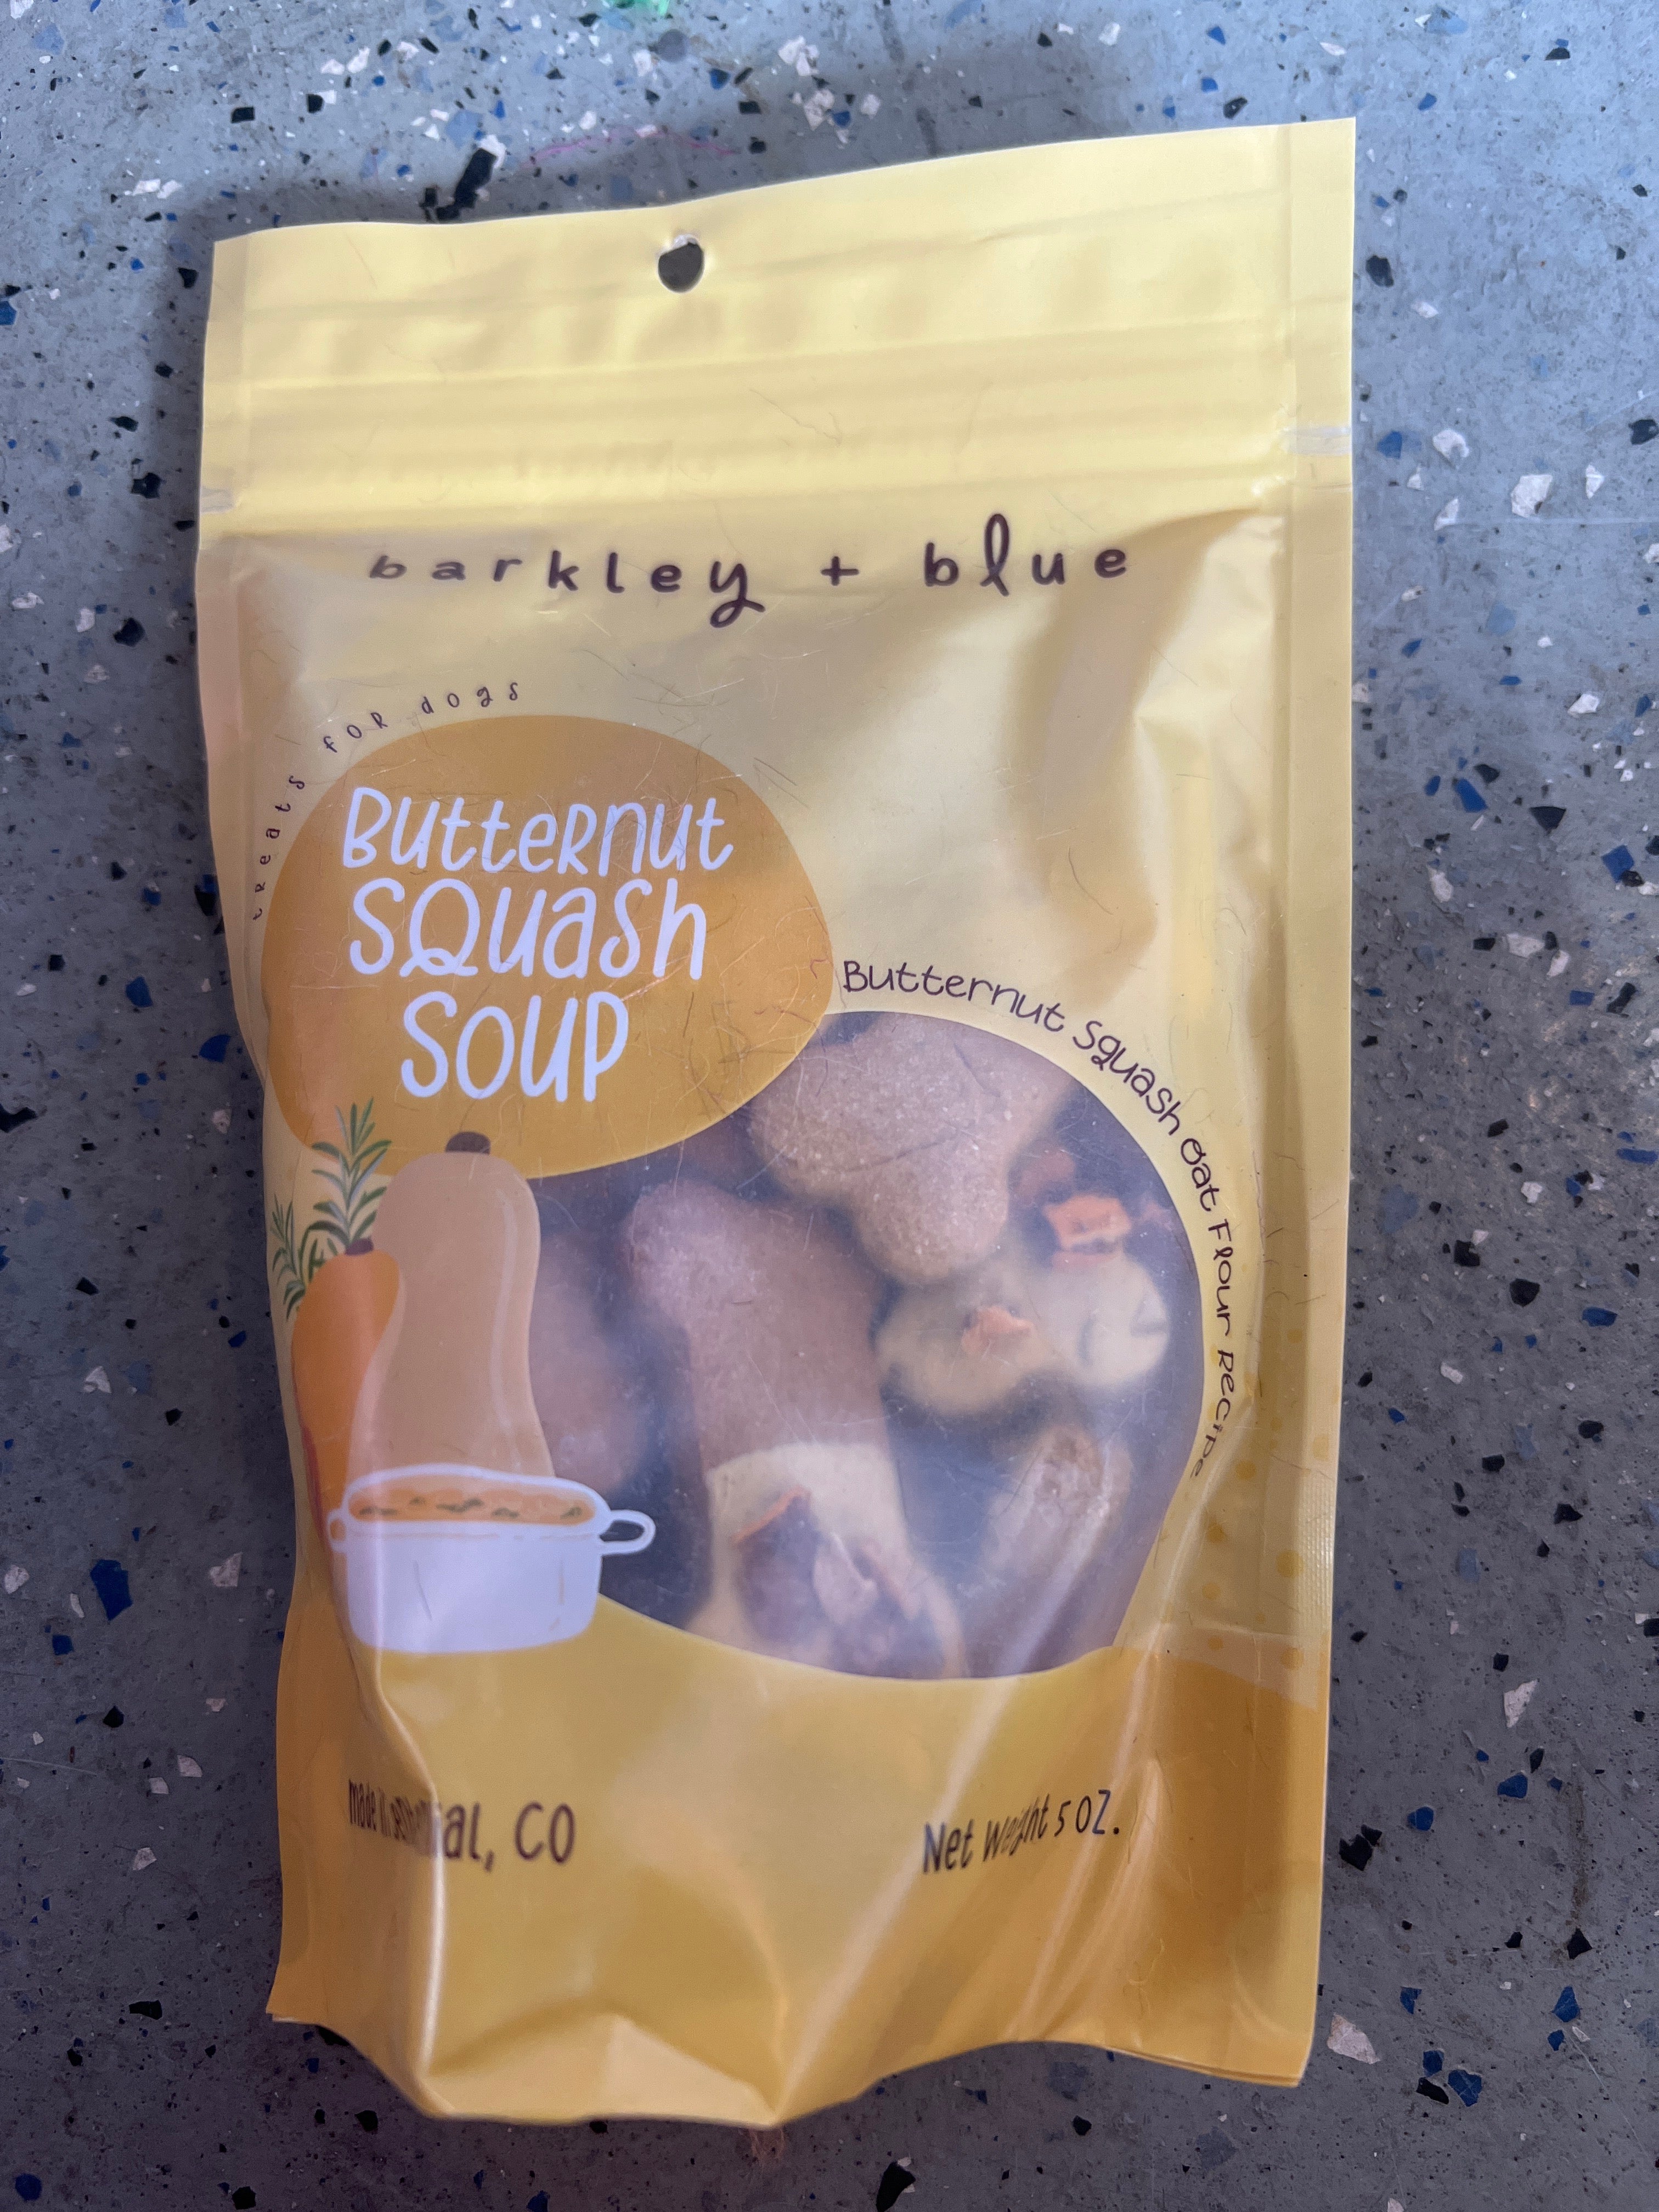 barkley + blue
treats for dogs
Butternut
Squash
Soup
Butternut Squash Oat Flour Recipe
made in Centennial, CO
Net Weight 5 OZ.